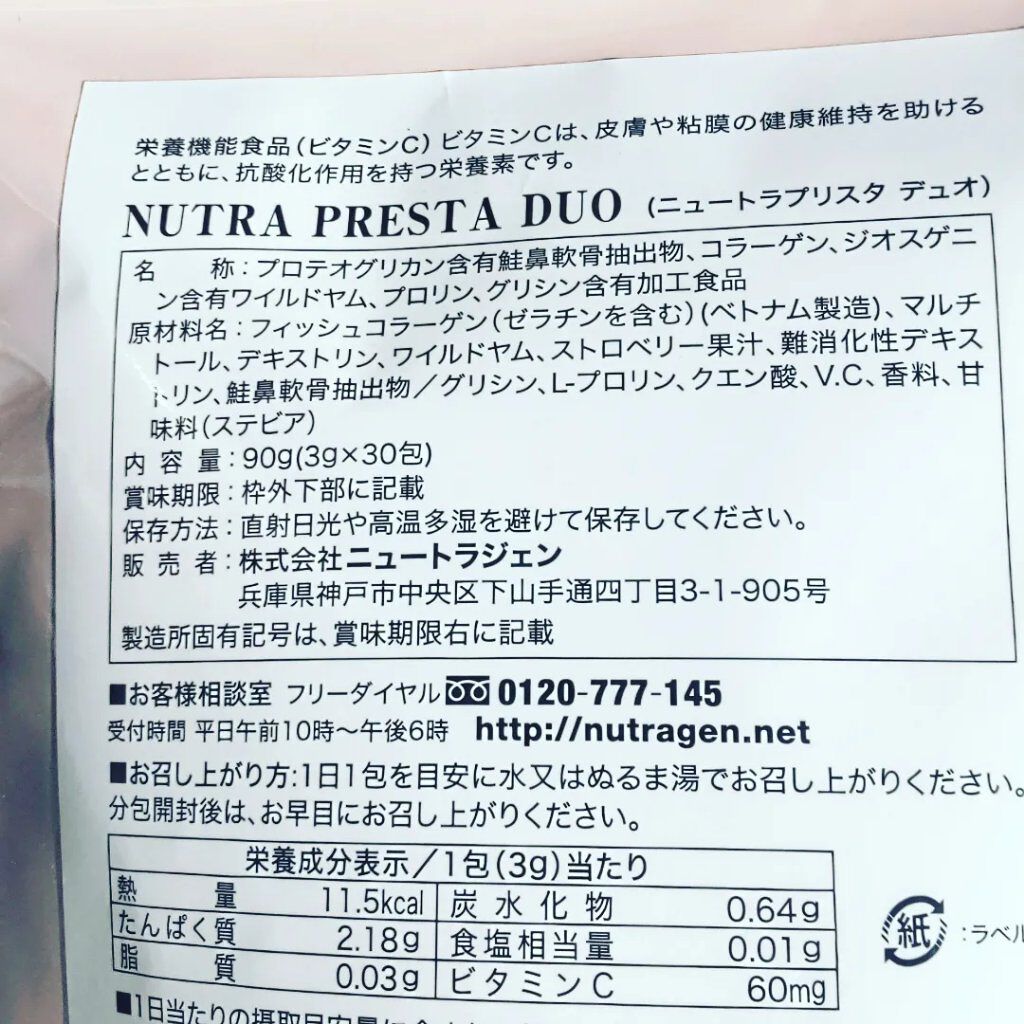 栄養機能食品(ビタミンC) ビタミンCは、皮膚や粘膜の健康維持を助ける
とともに、抗酸化作用を持つ栄養素です。
NUTRA PRESTA DUO (ニュートラプリスタ デュオ)
名 称:プロテオグリカン含有鮭鼻軟骨抽出物、コラーゲン、ジオスゲニ
ン含有ワイルドヤム、プロリン、グリシン含有加工食品
原材料名:フィッシュコラーゲン(ゼラチンを含む)(ベトナム製造)、マルチ
トール、デキストリン、ワイルドヤム、ストロベリー果汁、難消化性デキス
トリン、鮭鼻軟骨抽出物/グリシン、L-プロリン、クエン酸、V.C、香料、甘
味料(ステビア)
内容量:90g(3g×30包)
賞味期限:枠外下部に記載
保存方法:直射日光や高温多湿を避けて保存してください。
販売者:株式会社ニュートラジェン
兵庫県神戸市中央区下山手通四丁目3-1-905号
製造所固有記号は、賞味期限右に記載
■お客様相談室 フリーダイヤル 0120-777-145
受付時間 平日午前10時〜午後6時 http://nutragen.net
■お召し上がり方:1日1包を目安に水又はぬるま湯でお召し上がりください。
分包開封後は、お早目にお召し上がりください。
栄養成分表示/1包(3g)当たり
熱量 11.5kcal 炭水化物 0.64g
たんぱく質 2.18g 食塩相当量 0.01g
脂質 0.03g ビタミンC 60mg
紙 :ラベル
■1日当たりの摂取目安量に含